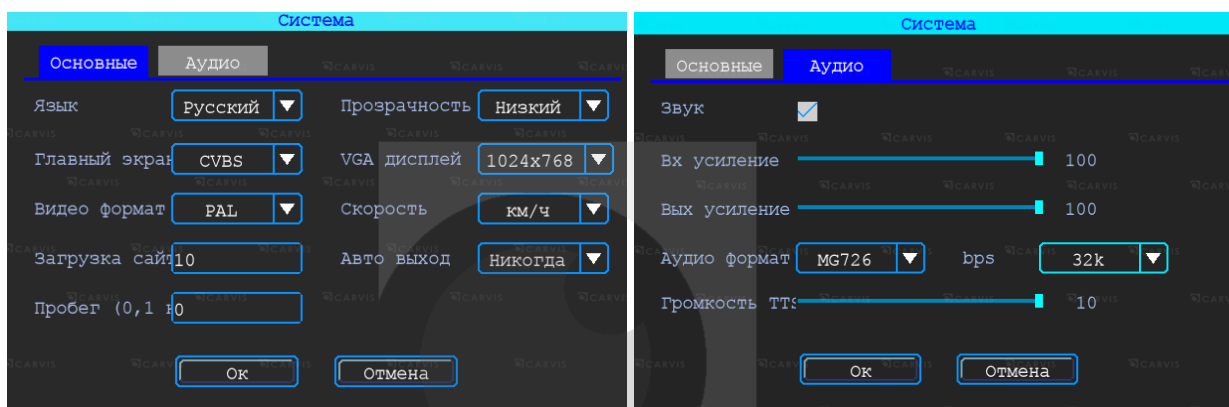 Система
Основные Аудио
Язык Русский Прозрачность Низкий
Главный экран CVBS VGA дисплей 1024x768
Видео формат PAL Скорость км/ч
Загрузка сайт 10 Авто выход Никогда
Пробег (0,1 к 0
Ок Отмена
Система
Основные Аудио
Звук
Вх усиление 100
Вых усиление 100
Аудио формат MG726 bps 32k
Громкость TTS 10
Ок Отмена
CARVIS